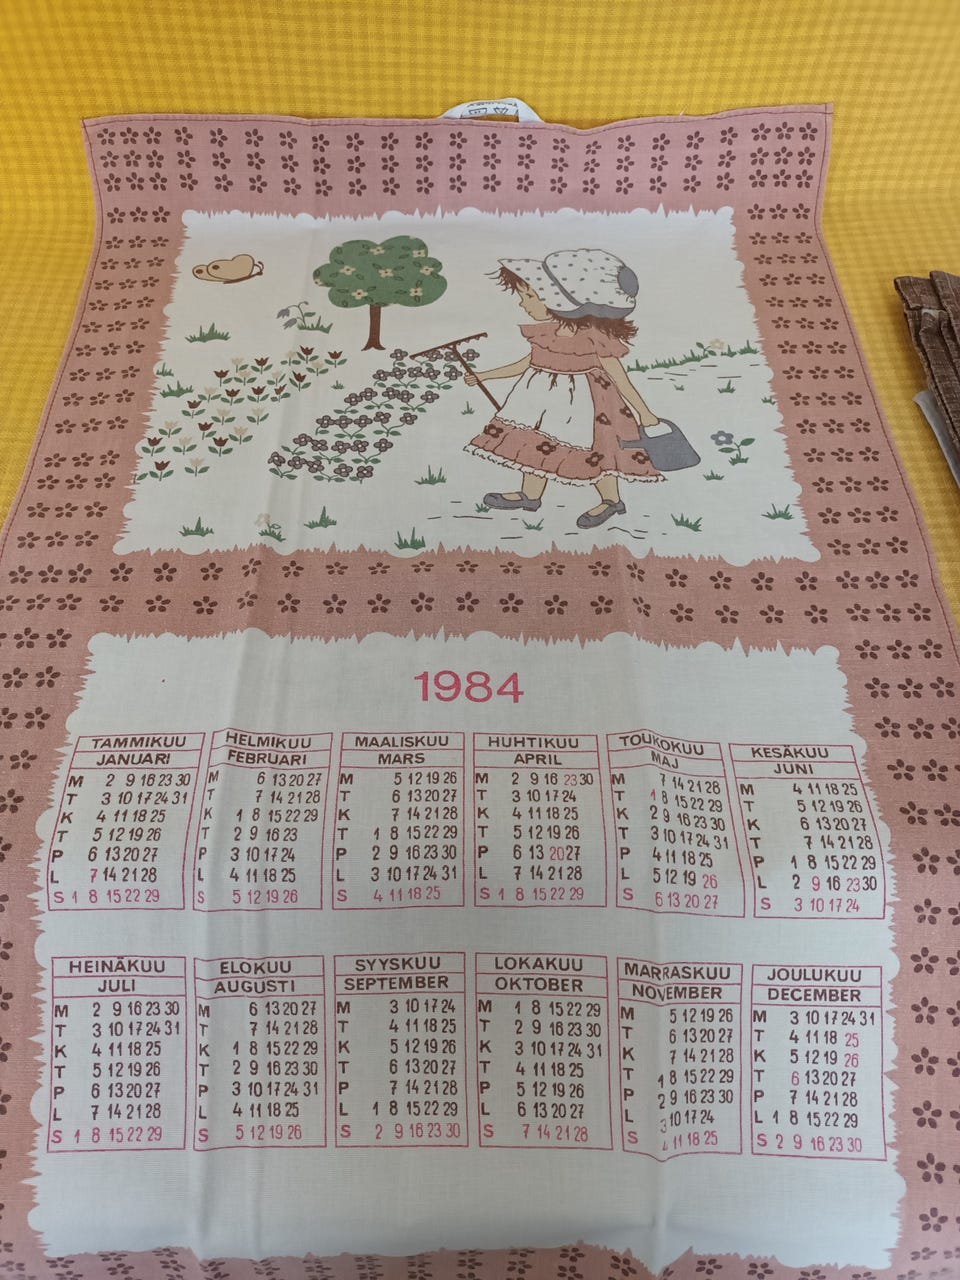 1984
TAMMIKUU
JANUARI
M 2 9 16 23 30
T 3 10 17 24 31
K 4 11 18 25
T 5 12 19 26
P 6 13 20 27
L 7 14 21 28
S 1 8 15 22 29
HELMIKUU
FEBRUARI
M 6 13 20 27
T 7 14 21 28
K 1 8 15 22 29
T 2 9 16 23
P 3 10 17 24
L 4 11 18 25
S 5 12 19 26
MAALISKUU
MARS
M 5 12 19 26
T 6 13 20 27
K 7 14 21 28
T 1 8 15 22 29
P 2 9 16 23 30
L 3 10 17 24 31
S 4 11 18 25
HUHTIKUU
APRIL
M 2 9 16 23 30
T 3 10 17 24
K 4 11 18 25
T 5 12 19 26
P 6 13 20 27
L 7 14 21 28
S 1 8 15 22 29
TOUKOKUU
MAJ
M 7 14 21 28
T 1 8 15 22 29
K 2 9 16 23 30
T 3 10 17 24 31
P 4 11 18 25
L 5 12 19 26
S 6 13 20 27
KESÄKUU
JUNI
M 4 11 18 25
T 5 12 19 26
K 6 13 20 27
T 7 14 21 28
P 1 8 15 22 29
L 2 9 16 23 30
S 3 10 17 24
HEINÄKUU
JULI
M 2 9 16 23 30
T 3 10 17 24 31
K 4 11 18 25
T 5 12 19 26
P 6 13 20 27
L 7 14 21 28
S 1 8 15 22 29
ELOKUU
AUGUSTI
M 6 13 20 27
T 7 14 21 28
K 1 8 15 22 29
T 2 9 16 23 30
P 3 10 17 24 31
L 4 11 18 25
S 5 12 19 26
SYYSKUU
SEPTEMBER
M 3 10 17 24
T 4 11 18 25
K 5 12 19 26
T 6 13 20 27
P 7 14 21 28
L 1 8 15 22 29
S 2 9 16 23 30
LOKAKUU
OKTOBER
M 1 8 15 22 29
T 2 9 16 23 30
K 3 10 17 24 31
T 4 11 18 25
P 5 12 19 26
L 6 13 20 27
S 7 14 21 28
MARRASKUU
NOVEMBER
M 5 12 19 26
T 6 13 20 27
K 7 14 21 28
T 1 8 15 22 29
P 2 9 16 23 30
L 3 10 17 24
S 4 11 18 25
JOULUKUU
DECEMBER
M 3 10 17 24 31
T 4 11 18 25
K 5 12 19 26
T 6 13 20 27
P 7 14 21 28
L 1 8 15 22 29
S 2 9 16 23 30